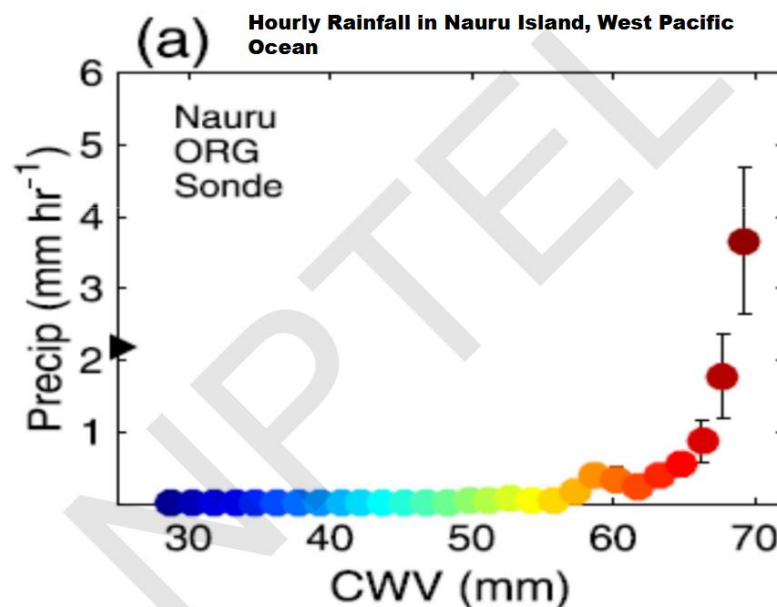 (a)
Hourly Rainfall in Nauru Island, West Pacific
Ocean
6
5
4
3
2
1
Precip (mm hr-1)
Nauru
ORG
Sonde
NPTEL
30 40 50 60 70
CWV (mm)